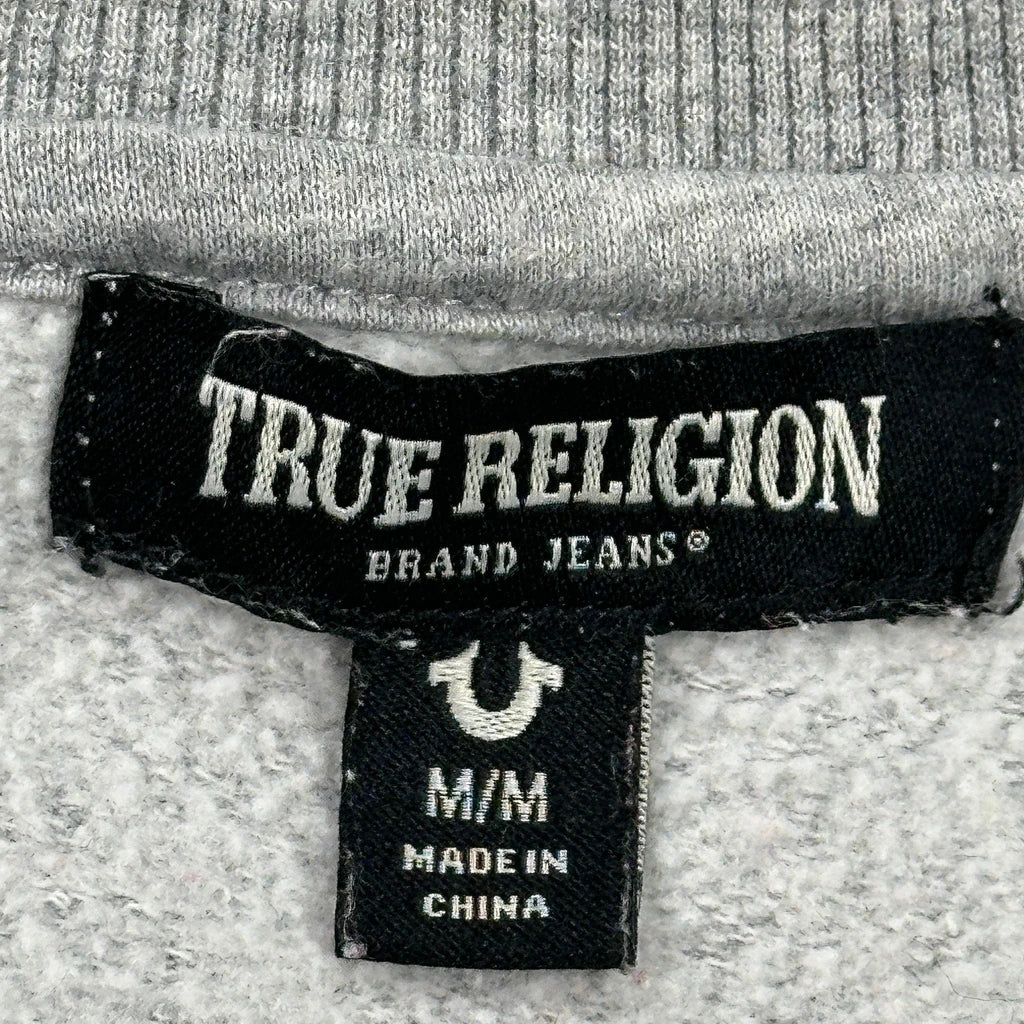 TRUE RELIGION
BRAND JEANS®
M/M
MADE IN
CHINA